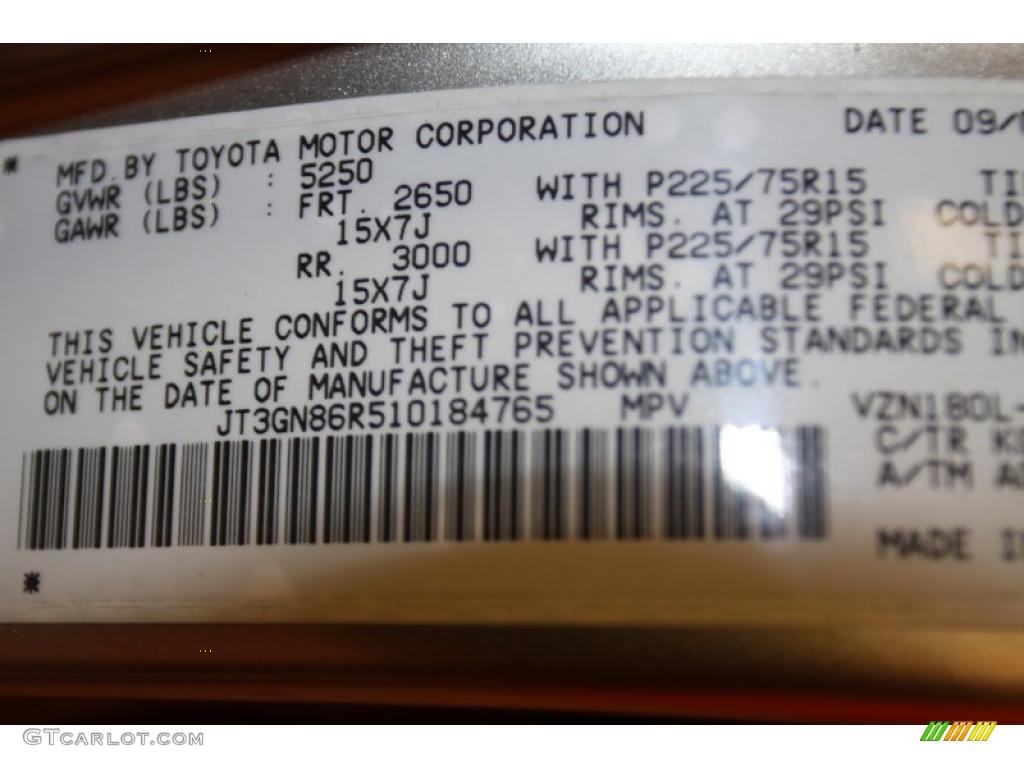 * MFD. BY TOYOTA MOTOR CORPORATION DATE 09/
GVWR (LBS) : 5250
GAWR (LBS) : FRT. 2650 WITH P225/75R15 TI
15X7J RIMS. AT 29PSI COLD
RR. 3000 WITH P225/75R15 TI
15X7J RIMS. AT 29PSI COLD
THIS VEHICLE CONFORMS TO ALL APPLICABLE FEDERAL
VEHICLE SAFETY AND THEFT PREVENTION STANDARDS IN
ON THE DATE OF MANUFACTURE SHOWN ABOVE.
JT3GN86R510184765 MPV VZN180L-
C/TR K
A/TM A
MADE I
*
GTcarlot.com